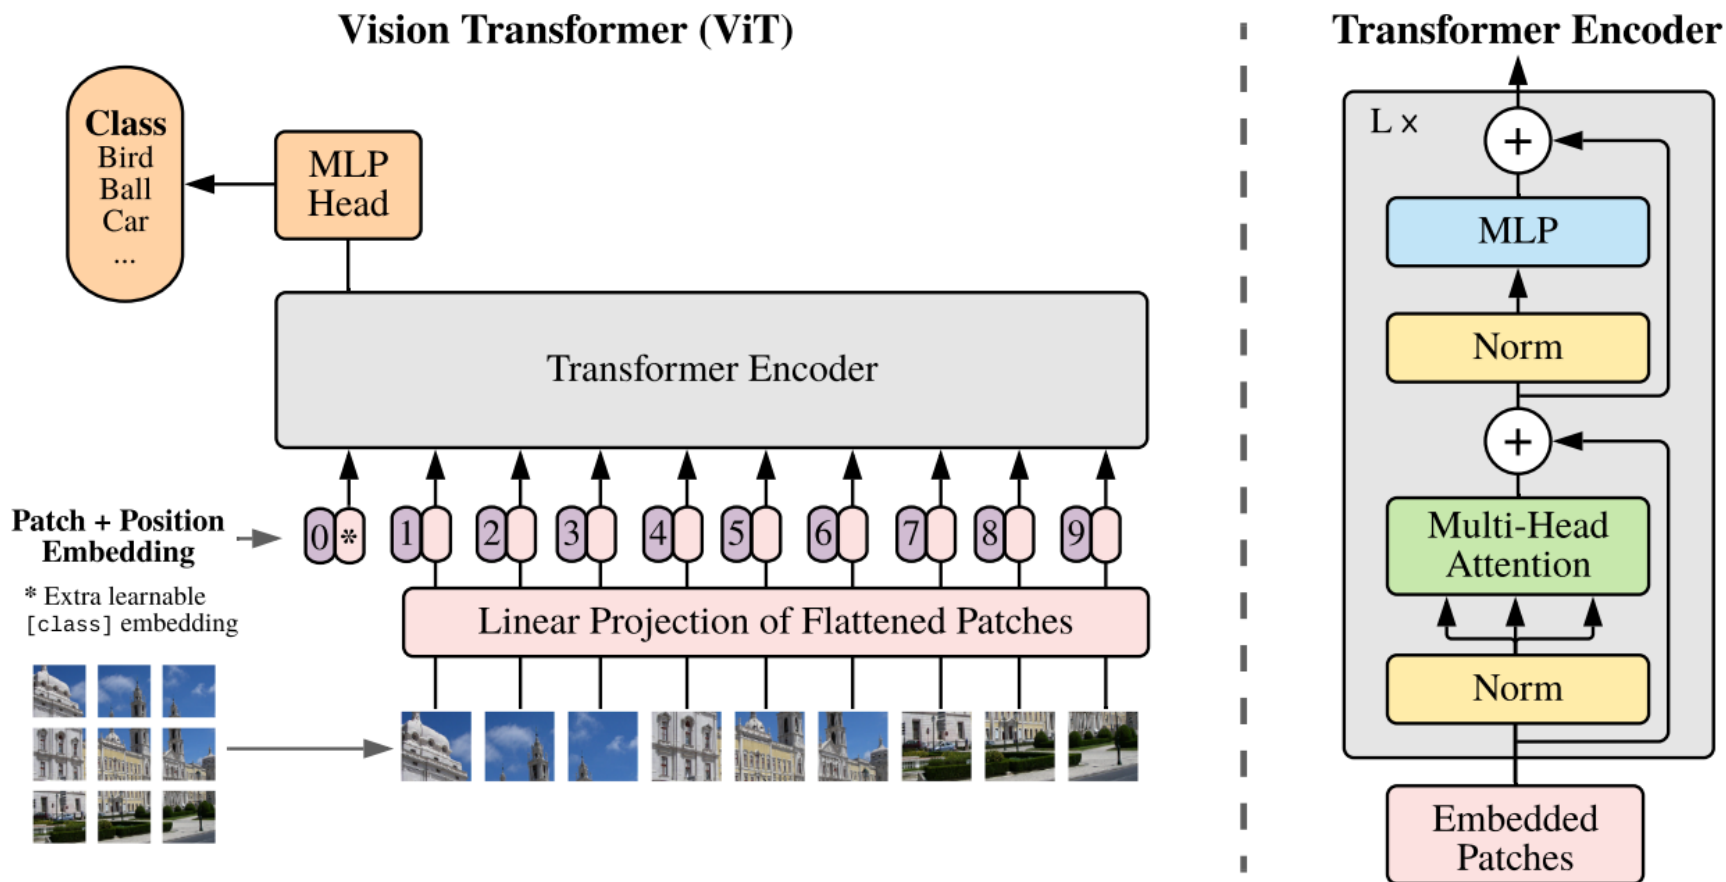 Vision Transformer (ViT)
Class
Bird
Ball
Car
...
MLP
Head
Transformer Encoder
Patch + Position
Embedding
0 * 1 2 3 4 5 6 7 8 9
* Extra learnable
[class] embedding
Linear Projection of Flattened Patches
Transformer Encoder
L ×
+
MLP
Norm
+
Multi-Head
Attention
Norm
Embedded
Patches